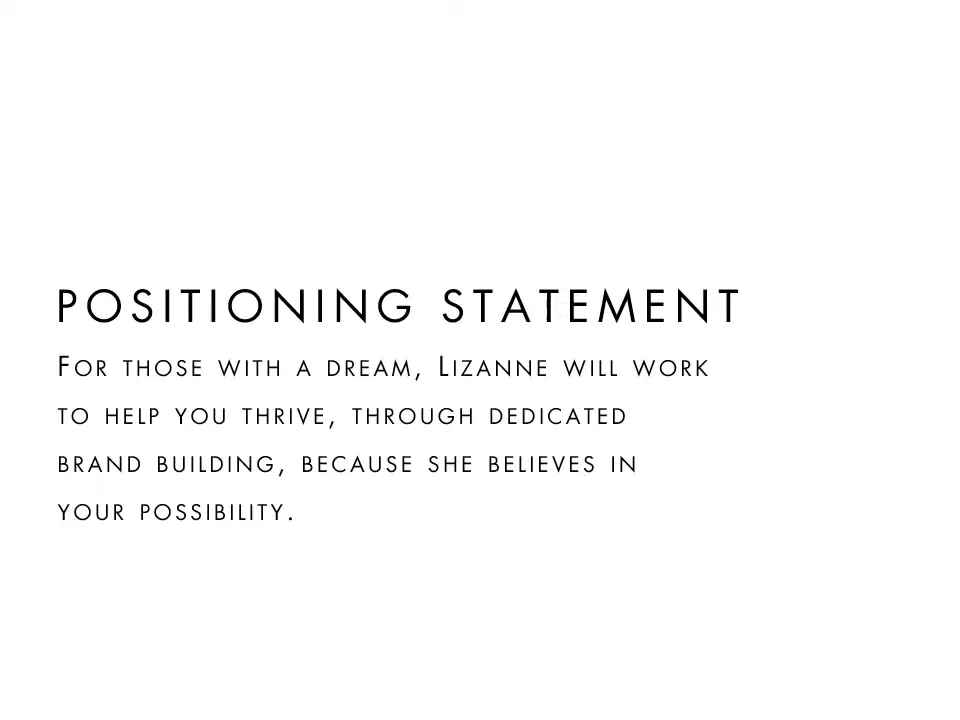 POSITIONING STATEMENT
For those with a dream, Lizanne will work
to help you thrive, through dedicated
brand building, because she believes in
your possibility.